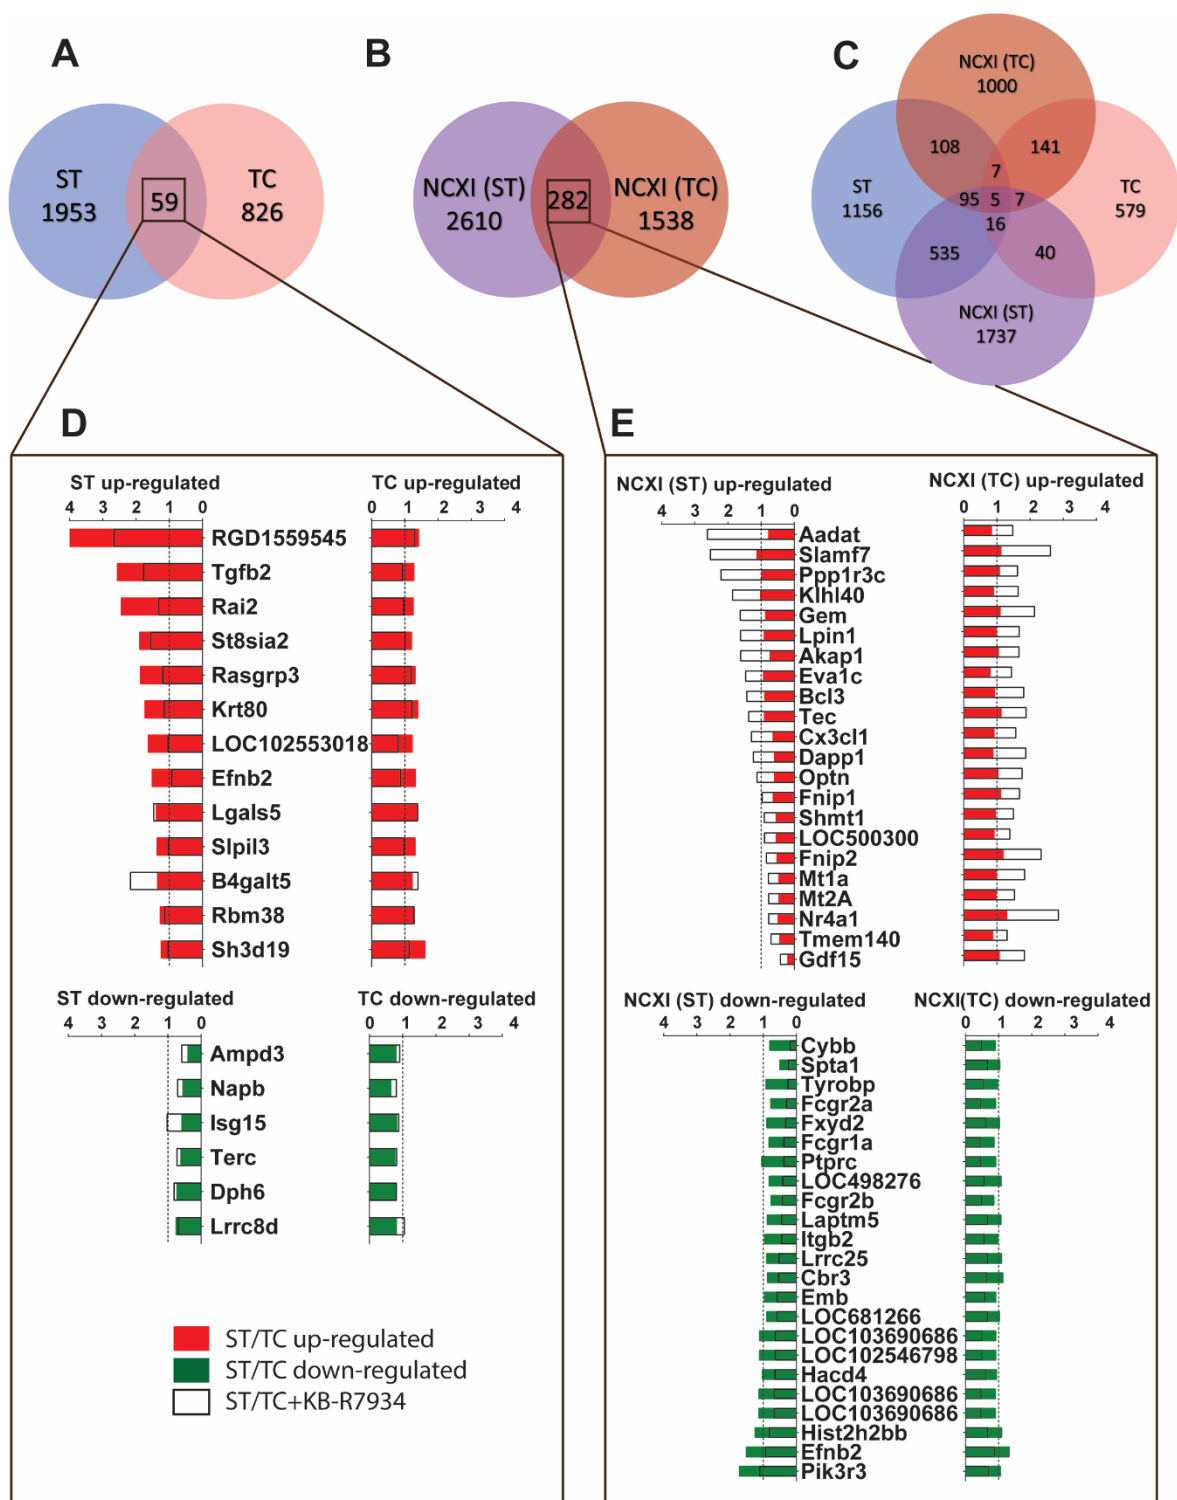 A
B
C
ST
1953
59
TC
826
NCXI (ST)
2610
282
NCXI (TC)
1538
NCXI (TC)
1000
108
7
141
ST
1156
95
5
7
TC
579
16
535
40
NCXI (ST)
1737
D
ST up-regulated
4 3 2 1 0
TC up-regulated
0 1 2 3 4
RGD1559545
Tgfb2
Rai2
St8sia2
Rasgrp3
Krt80
LOC102553018
Efnb2
Lgals5
Slpil3
B4galt5
Rbm38
Sh3d19
ST down-regulated
4 3 2 1 0
TC down-regulated
0 1 2 3 4
Ampd3
Napb
Isg15
Terc
Dph6
Lrrc8d
ST/TC up-regulated
ST/TC down-regulated
ST/TC+KB-R7934
E
NCXI (ST) up-regulated
4 3 2 1 0
NCXI (TC) up-regulated
0 1 2 3 4
Aadat
Slamf7
Ppp1r3c
Klhl40
Gem
Lpin1
Akap1
Eva1c
Bcl3
Tec
Cx3cl1
Dapp1
Optn
Fnip1
Shmt1
LOC500300
Fnip2
Mt1a
Mt2A
Nr4a1
Tmem140
Gdf15
NCXI (ST) down-regulated
4 3 2 1 0
NCXI(TC) down-regulated
0 1 2 3 4
Cybb
Spta1
Tyrobp
Fcgr2a
Fxyd2
Fcgr1a
Ptprc
LOC498276
Fcgr2b
Laptm5
Itgb2
Lrrc25
Cbr3
Emb
LOC681266
LOC103690686
LOC102546798
Hacd4
LOC103690686
LOC103690686
Hist2h2bb
Efnb2
Pik3r3